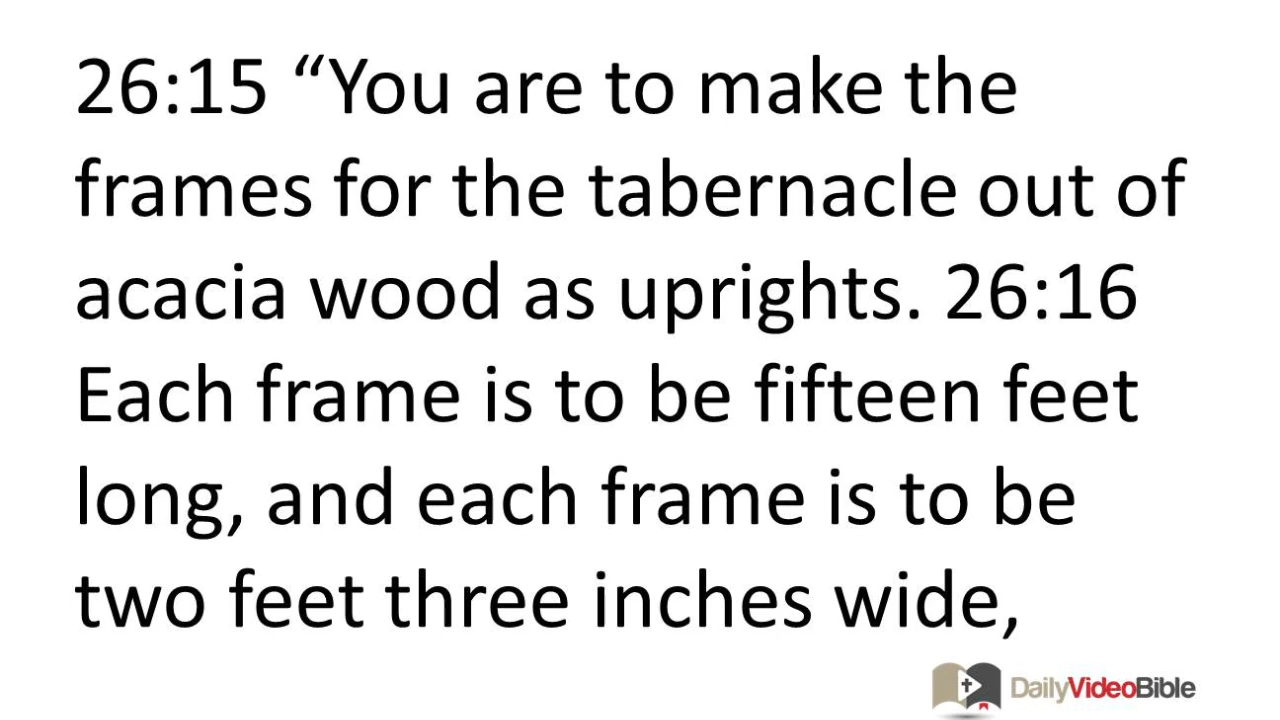 26:15 “You are to make the
frames for the tabernacle out of
acacia wood as uprights. 26:16
Each frame is to be fifteen feet
long, and each frame is to be
two feet three inches wide,
DailyVideoBible